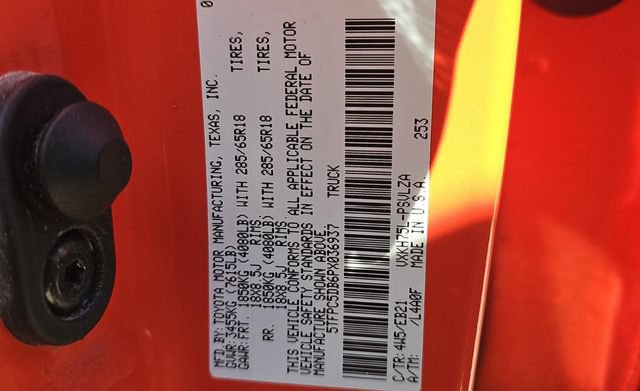 0
MFD. BY: TOYOTA MOTOR MANUFACTURING, TEXAS, INC.
GVWR: 3455KG (7615LB)
GAWR: FRT. 1850KG (4080LB) WITH 285/65R18 TIRES,
18X8.5J RIMS
RR. 1850KG (4080LB) WITH 285/65R18 TIRES,
18X8.5J RIMS
THIS VEHICLE CONFORMS TO ALL APPLICABLE FEDERAL MOTOR
VEHICLE SAFETY STANDARDS IN EFFECT ON THE DATE OF
MANUFACTURE SHOWN ABOVE.
5TFPC5DB6PX036937 TRUCK
C/TR: 4W5/EB21 VXKH75L-PSULZA 253
A/TM: /L4A0F MADE IN U.S.A.